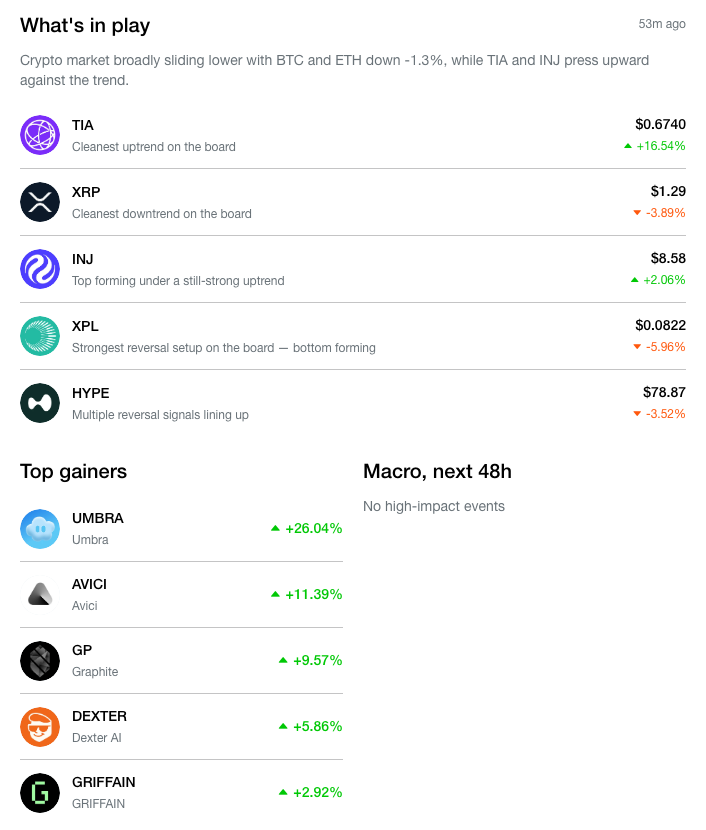 What's in play
53m ago
Crypto market broadly sliding lower with BTC and ETH down -1.3%, while TIA and INJ press upward
against the trend.
TIA
$0.6740
Cleanest uptrend on the board
+16.54%
XRP
$1.29
Cleanest downtrend on the board
-3.89%
INJ
$8.58
Top forming under a still-strong uptrend
+2.06%
XPL
$0.0822
Strongest reversal setup on the board — bottom forming
-5.96%
HYPE
$78.87
Multiple reversal signals lining up
-3.52%
Top gainers
UMBRA
Umbra
+26.04%
AVICI
Avici
+11.39%
GP
Graphite
+9.57%
DEXTER
Dexter AI
+5.86%
GRIFFAIN
GRIFFAIN
+2.92%
Macro, next 48h
No high-impact events